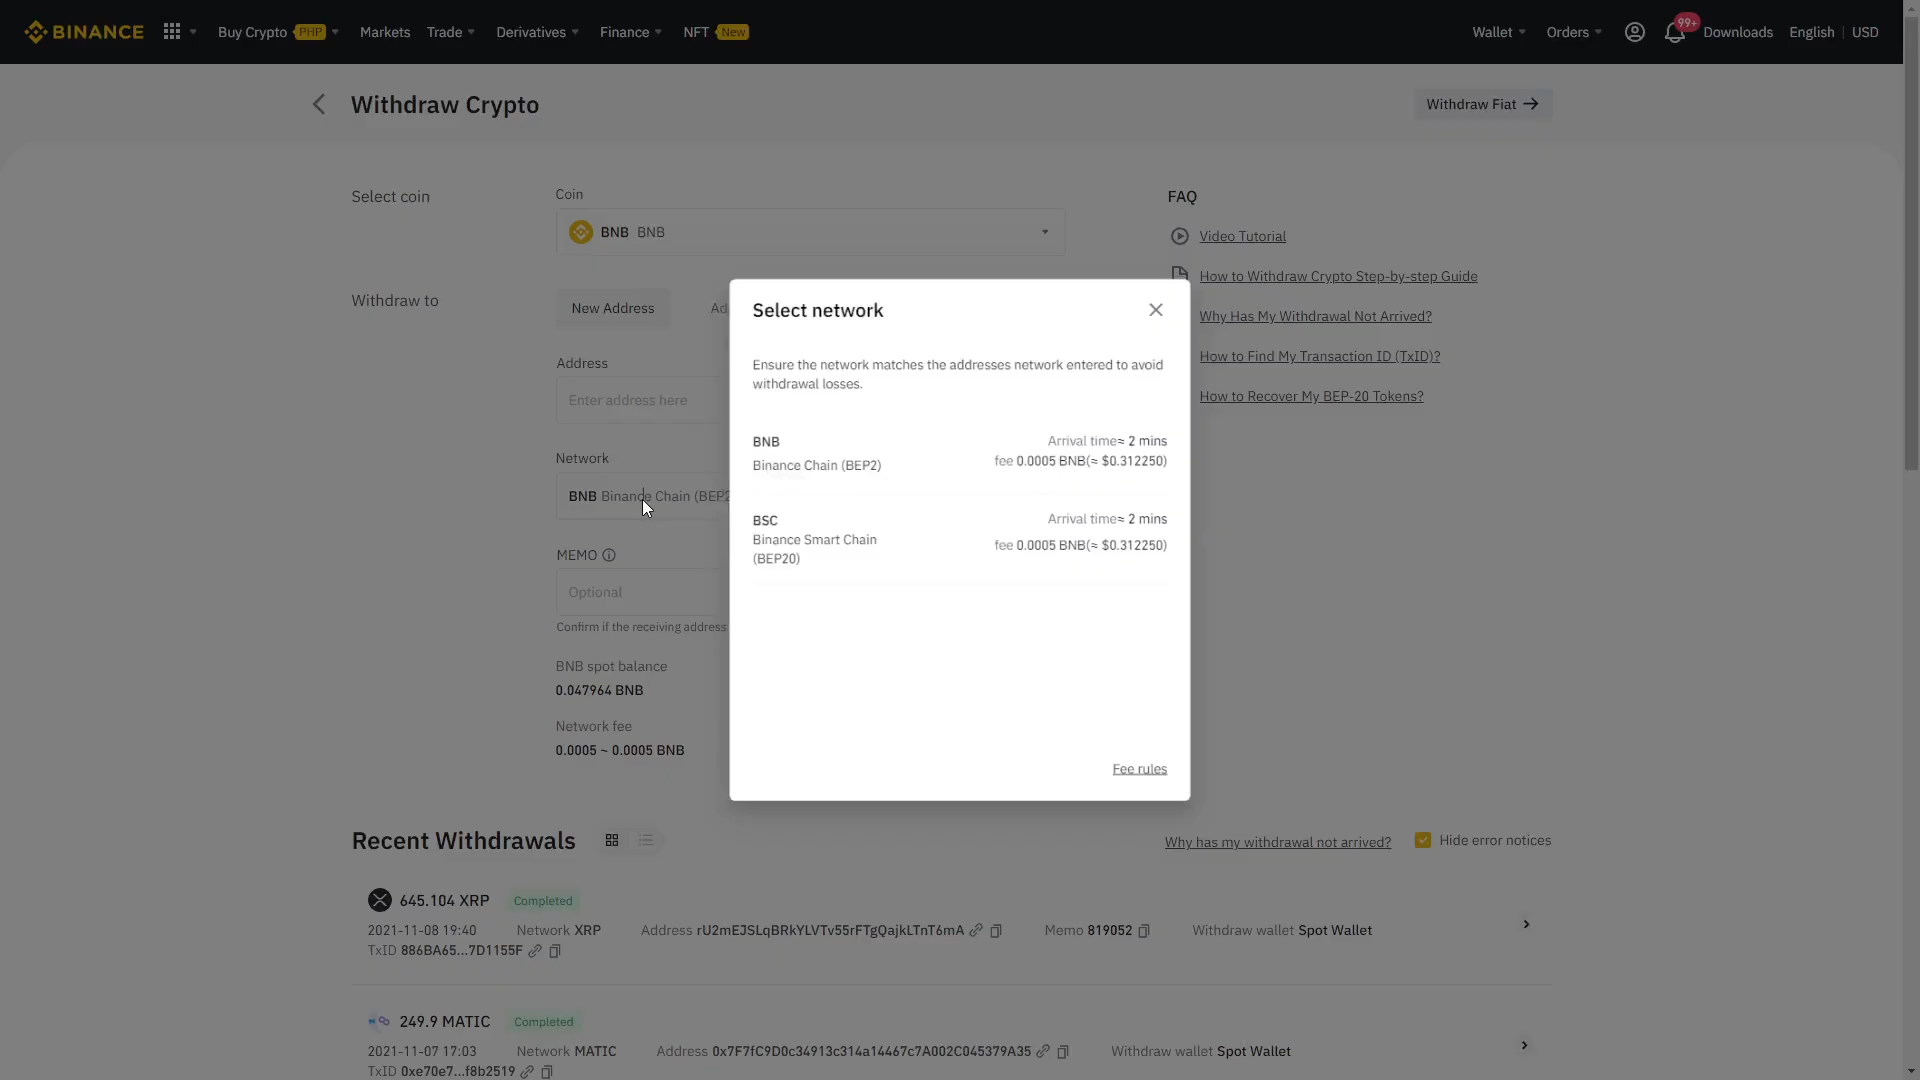 BINANCE
Buy Crypto PHP
Markets
Trade
Derivatives
Finance
NFT New
Wallet
Orders
99+
Downloads
English | USD
Withdraw Crypto
Withdraw Fiat →
Select coin
Coin
BNB BNB
Withdraw to
New Address
Ad
Address
Enter address here
Network
BNB Binance Chain (BEP2
MEMO
Optional
Confirm if the receiving address
BNB spot balance
0.047964 BNB
Network fee
0.0005 ~ 0.0005 BNB
FAQ
Video Tutorial
How to Withdraw Crypto Step-by-step Guide
Why Has My Withdrawal Not Arrived?
How to Find My Transaction ID (TxID)?
How to Recover My BEP-20 Tokens?
Select network
Ensure the network matches the addresses network entered to avoid
withdrawal losses.
BNB
Binance Chain (BEP2)
Arrival time≈ 2 mins
fee 0.0005 BNB(≈ $0.312250)
BSC
Binance Smart Chain
(BEP20)
Arrival time≈ 2 mins
fee 0.0005 BNB(≈ $0.312250)
Fee rules
Recent Withdrawals
Why has my withdrawal not arrived?
Hide error notices
645.104 XRP Completed
2021-11-08 19:40 Network XRP Address rU2mEJSLqBRkYLVTv55rFTgQajkLTnT6mA Memo 819052 Withdraw wallet Spot Wallet
TxID 886BA65...7D1155F
249.9 MATIC Completed
2021-11-07 17:03 Network MATIC Address 0x7F7fC9D0c34913c314a14467c7A002C045379A35 Withdraw wallet Spot Wallet
TxID 0xe70e7...f8b2519